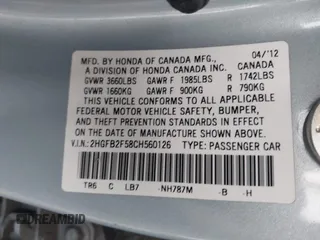 MFD. BY HONDA OF CANADA MFG., 04/'12
A DIVISION OF HONDA CANADA INC. CANADA
GVWR 3660LBS GAWR F 1985LBS R 1742LBS
GVWR 1660KG GAWR F 900KG R 790KG
THIS VEHICLE CONFORMS TO ALL APPLICABLE
FEDERAL MOTOR VEHICLE SAFETY, BUMPER,
AND THEFT PREVENTION STANDARDS IN EFFECT ON
THE DATE OF MANUFACTURE SHOWN ABOVE.
V.I.N.: 2HGFB2F58CH560126 TYPE: PASSENGER CAR
TR6 C LB7 -NH787M -B -H
DREAMBID